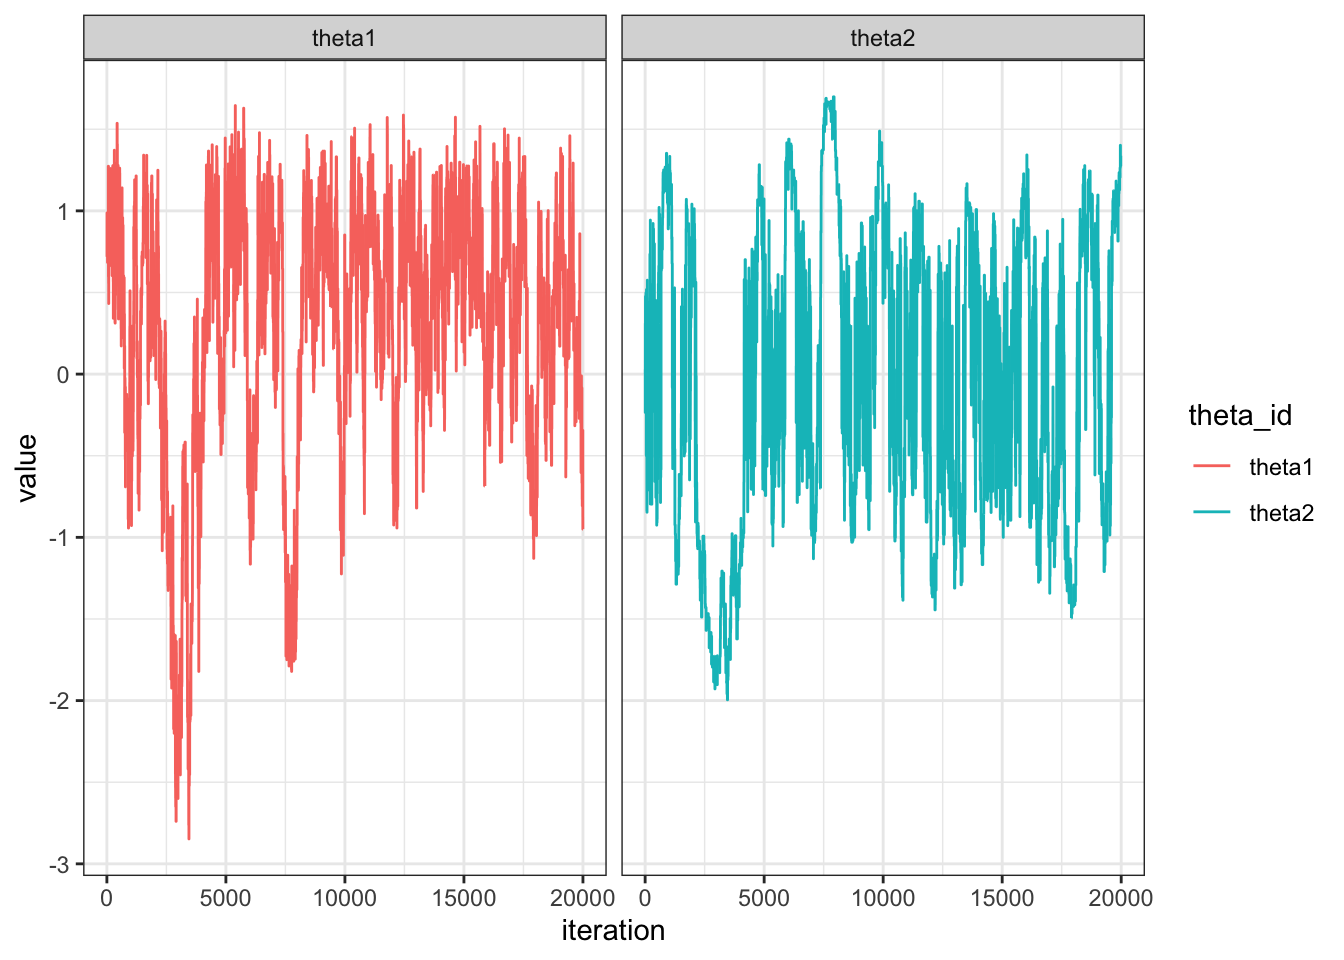 theta1 theta2
1
0
-1
-2
-3
value
0 5000 10000 15000 20000 0 5000 10000 15000 20000
iteration
theta_id
theta1
theta2